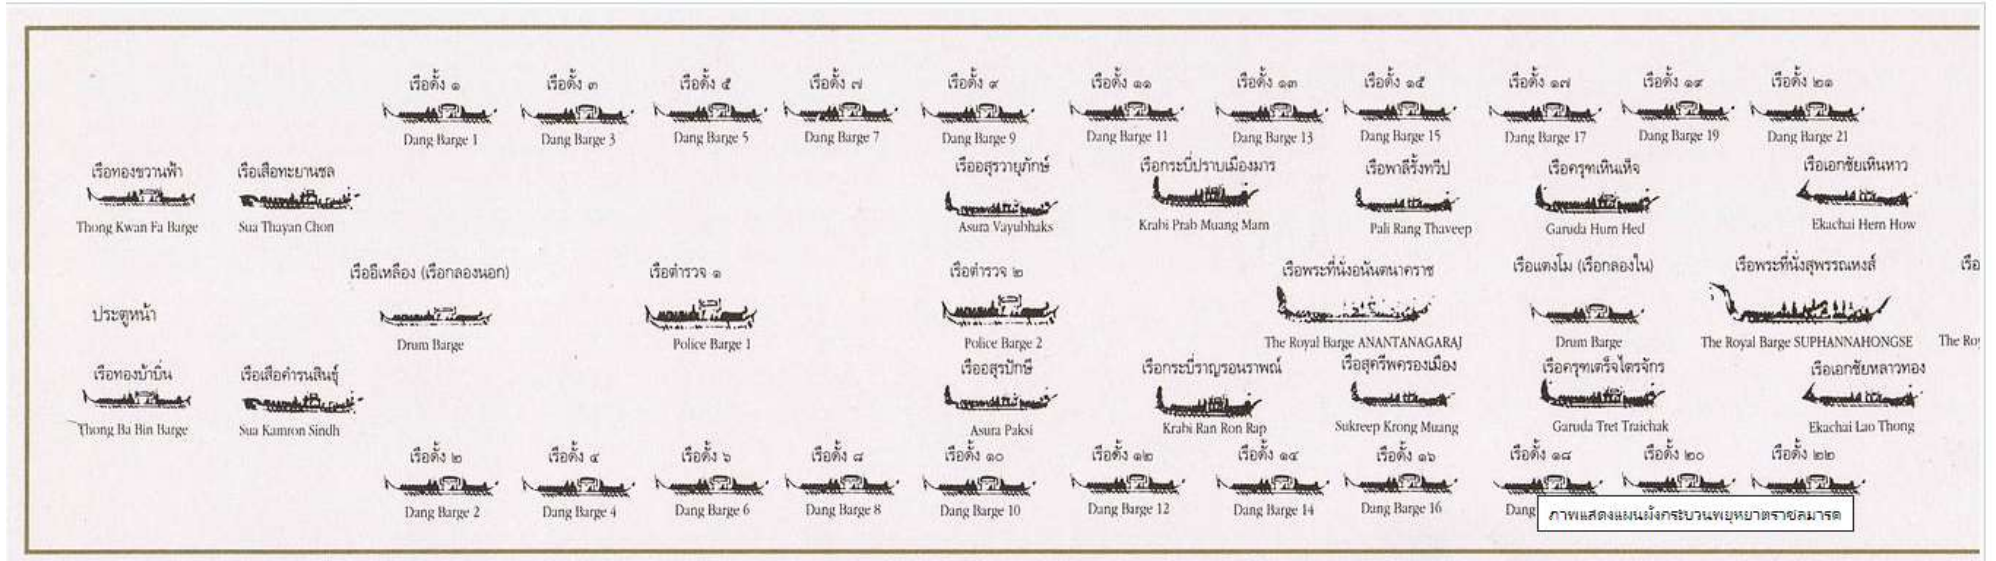 เรือดั้ง ๑ เรือดั้ง ๓ เรือดั้ง ๕ เรือดั้ง ๗ เรือดั้ง ๙ เรือดั้ง ๑๑ เรือดั้ง ๑๓ เรือดั้ง ๑๕ เรือดั้ง ๑๗ เรือดั้ง ๑๙ เรือดั้ง ๒๑
Dang Barge 1 Dang Barge 3 Dang Barge 5 Dang Barge 7 Dang Barge 9 Dang Barge 11 Dang Barge 13 Dang Barge 15 Dang Barge 17 Dang Barge 19 Dang Barge 21
เรือทองขวานฟ้า เรือเสือทะยานชล เรืออสุรวายุภักษ์ เรือกระบี่ปราบเมืองมาร เรือพาลีรั้งทวีป เรือครุฑเหินเห็จ เรือเอกชัยเหินหาว
Thong Kwan Fa Barge Sua Thayan Chon Asura Vayubhaks Krabi Prab Muang Marn Pali Rang Thaveep Garuda Hurn Hed Ekachai Hern How
เรืออีเหลือง (เรือกลองนอก) เรือตำรวจ ๑ เรือตำรวจ ๒ เรือพระที่นั่งอนันตนาคราช เรือแตงโม (เรือกลองใน) เรือพระที่นั่งสุพรรณหงส์ เรือ
ประตูหน้า
Drum Barge Police Barge 1 Police Barge 2 The Royal Barge ANANTANAGARAJ Drum Barge The Royal Barge SUPHANNAHONGSE The Roy
เรือทองบ้าบิ่น เรือเสือคำรนสินธุ์ เรืออสุรปักษี เรือกระบี่ราญรอนราพณ์ เรือสุครีพครองเมือง เรือครุฑเตร็จไตรจักร เรือเอกชัยหลาวทอง
Thong Ba Bin Barge Sua Kamron Sindh Asura Paksi Krabi Ran Ron Rap Sukreep Krong Muang Garuda Tret Traichak Ekachai Lao Thong
เรือดั้ง ๒ เรือดั้ง ๔ เรือดั้ง ๖ เรือดั้ง ๘ เรือดั้ง ๑๐ เรือดั้ง ๑๒ เรือดั้ง ๑๔ เรือดั้ง ๑๖ เรือดั้ง ๑๘ เรือดั้ง ๒๐ เรือดั้ง ๒๒
Dang Barge 2 Dang Barge 4 Dang Barge 6 Dang Barge 8 Dang Barge 10 Dang Barge 12 Dang Barge 14 Dang Barge 16 Dang
ภาพแสดงแผนผังกระบวนพยุหยาตราชลมารค